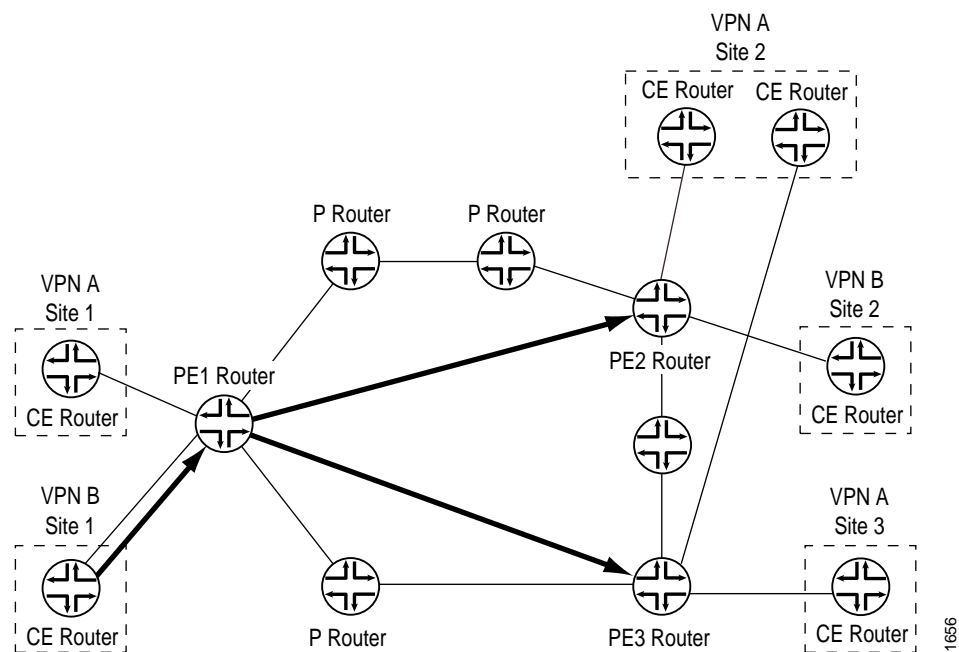 VPN A
Site 2
CE Router
CE Router
P Router
P Router
VPN A
Site 1
CE Router
PE1 Router
PE2 Router
VPN B
Site 2
CE Router
VPN B
Site 1
CE Router
P Router
PE3 Router
VPN A
Site 3
CE Router
1656